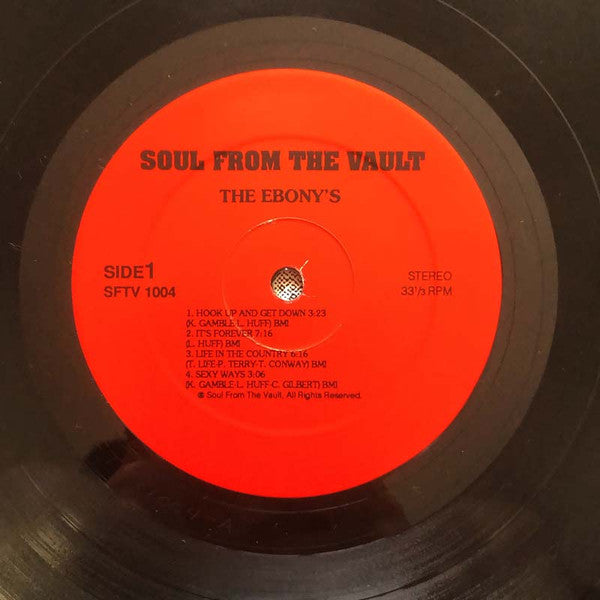 SOUL FROM THE VAULT
THE EBONY'S
SIDE1
SFTV 1004
STEREO
33 1/3 RPM
1. HOOK UP AND GET DOWN 3:23
(K. GAMBLE-L. HUFF) BMI
2. IT'S FOREVER 7:16
(L. HUFF) BMI
3. LIFE IN THE COUNTRY 6:16
(T. LIFE-P. TERRY-T. CONWAY) BMI
4. SEXY WAYS 3:06
(K. GAMBLE-L. HUFF-C. GILBERT) BMI
℗ Soul From The Vault, All Rights Reserved.